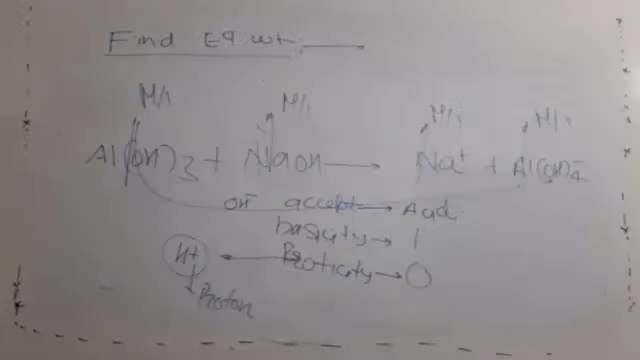 Find Eq wt
M/1 M/1 M/1 M/1
Al(OH)3 + NaOH → Na+ + Al(OH)4-
OH- accept → Acid
basicity → 1
H+ ← Proticity → 0
Proton